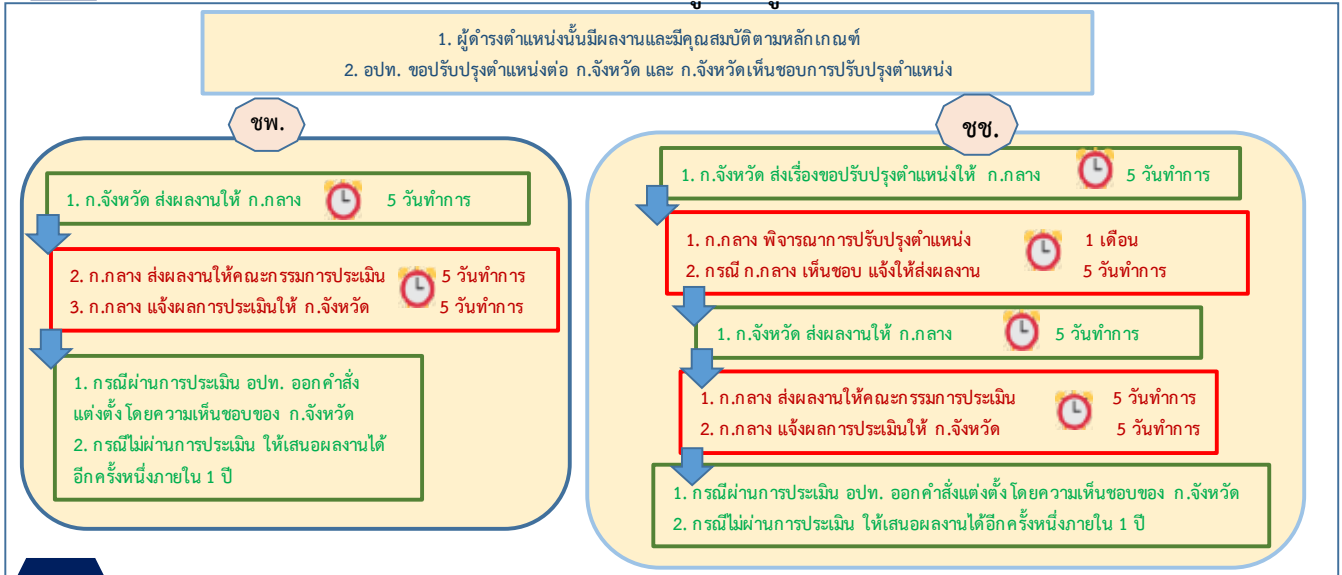 1. ผู้ดำรงตำแหน่งนั้นมีผลงานและมีคุณสมบัติตามหลักเกณฑ์
2. อปท. ขอปรับปรุงตำแหน่งต่อ ก.จังหวัด และ ก.จังหวัดเห็นชอบการปรับปรุงตำแหน่ง
ชพ.
1. ก.จังหวัด ส่งผลงานให้ ก.กลาง 5 วันทำการ
2. ก.กลาง ส่งผลงานให้คณะกรรมการประเมิน 5 วันทำการ
3. ก.กลาง แจ้งผลการประเมินให้ ก.จังหวัด 5 วันทำการ
1. กรณีผ่านการประเมิน อปท. ออกคำสั่ง
แต่งตั้ง โดยความเห็นชอบของ ก.จังหวัด
2. กรณีไม่ผ่านการประเมิน ให้เสนอผลงานได้
อีกครั้งหนึ่งภายใน 1 ปี
ชช.
1. ก.จังหวัด ส่งเรื่องขอปรับปรุงตำแหน่งให้ ก.กลาง 5 วันทำการ
1. ก.กลาง พิจารณาการปรับปรุงตำแหน่ง 1 เดือน
2. กรณี ก.กลาง เห็นชอบ แจ้งให้ส่งผลงาน 5 วันทำการ
1. ก.จังหวัด ส่งผลงานให้ ก.กลาง 5 วันทำการ
1. ก.กลาง ส่งผลงานให้คณะกรรมการประเมิน 5 วันทำการ
2. ก.กลาง แจ้งผลการประเมินให้ ก.จังหวัด 5 วันทำการ
1. กรณีผ่านการประเมิน อปท. ออกคำสั่งแต่งตั้ง โดยความเห็นชอบของ ก.จังหวัด
2. กรณีไม่ผ่านการประเมิน ให้เสนอผลงานได้อีกครั้งหนึ่งภายใน 1 ปี